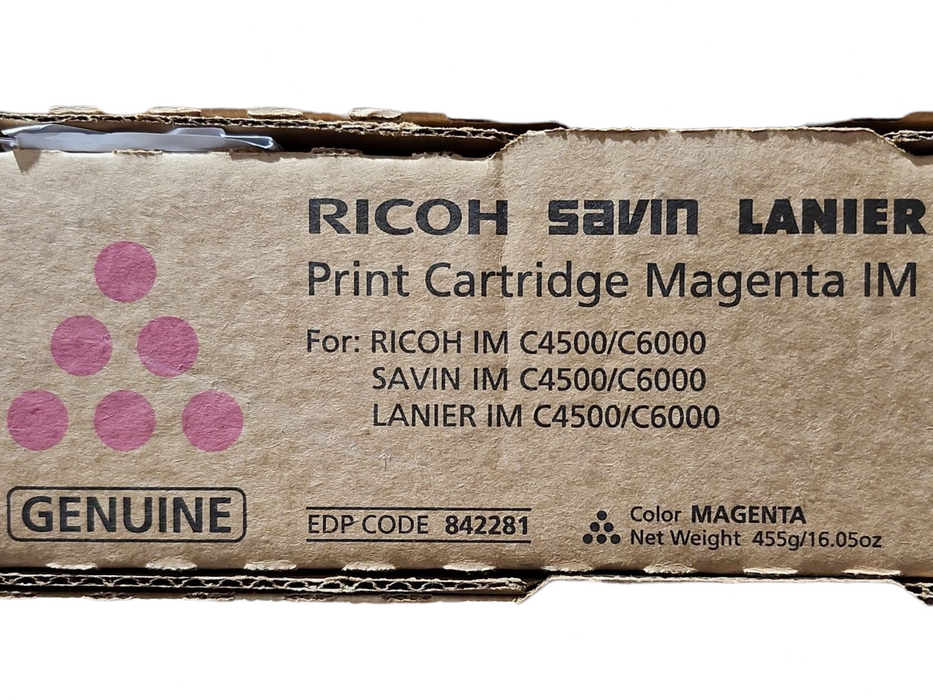 RICOH savin LANIER
Print Cartridge Magenta IM
For: RICOH IM C4500/C6000
SAVIN IM C4500/C6000
LANIER IM C4500/C6000
GENUINE
EDP CODE 842281
Color MAGENTA
Net Weight 455g/16.05oz